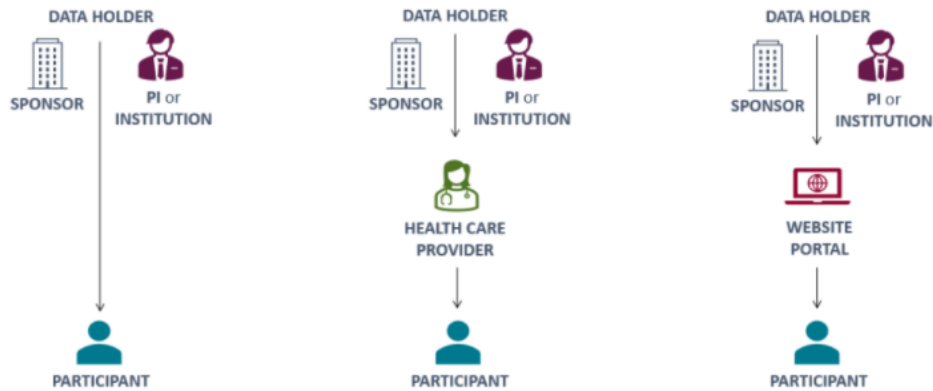 DATA HOLDER
SPONSOR
PI or
INSTITUTION
PARTICIPANT
DATA HOLDER
SPONSOR
PI or
INSTITUTION
HEALTH CARE
PROVIDER
PARTICIPANT
DATA HOLDER
SPONSOR
PI or
INSTITUTION
WEBSITE
PORTAL
PARTICIPANT